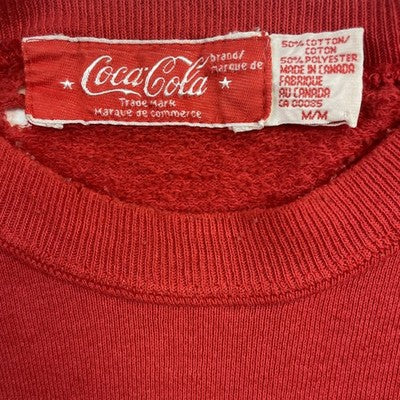 Coca-Cola
brand/
marque de
Trade Mark
Marque de commerce
50% COTTON/
COTON
50% POLYESTER
MADE IN CANADA
FABRIQUE
AU CANADA
CA 00085
M/M